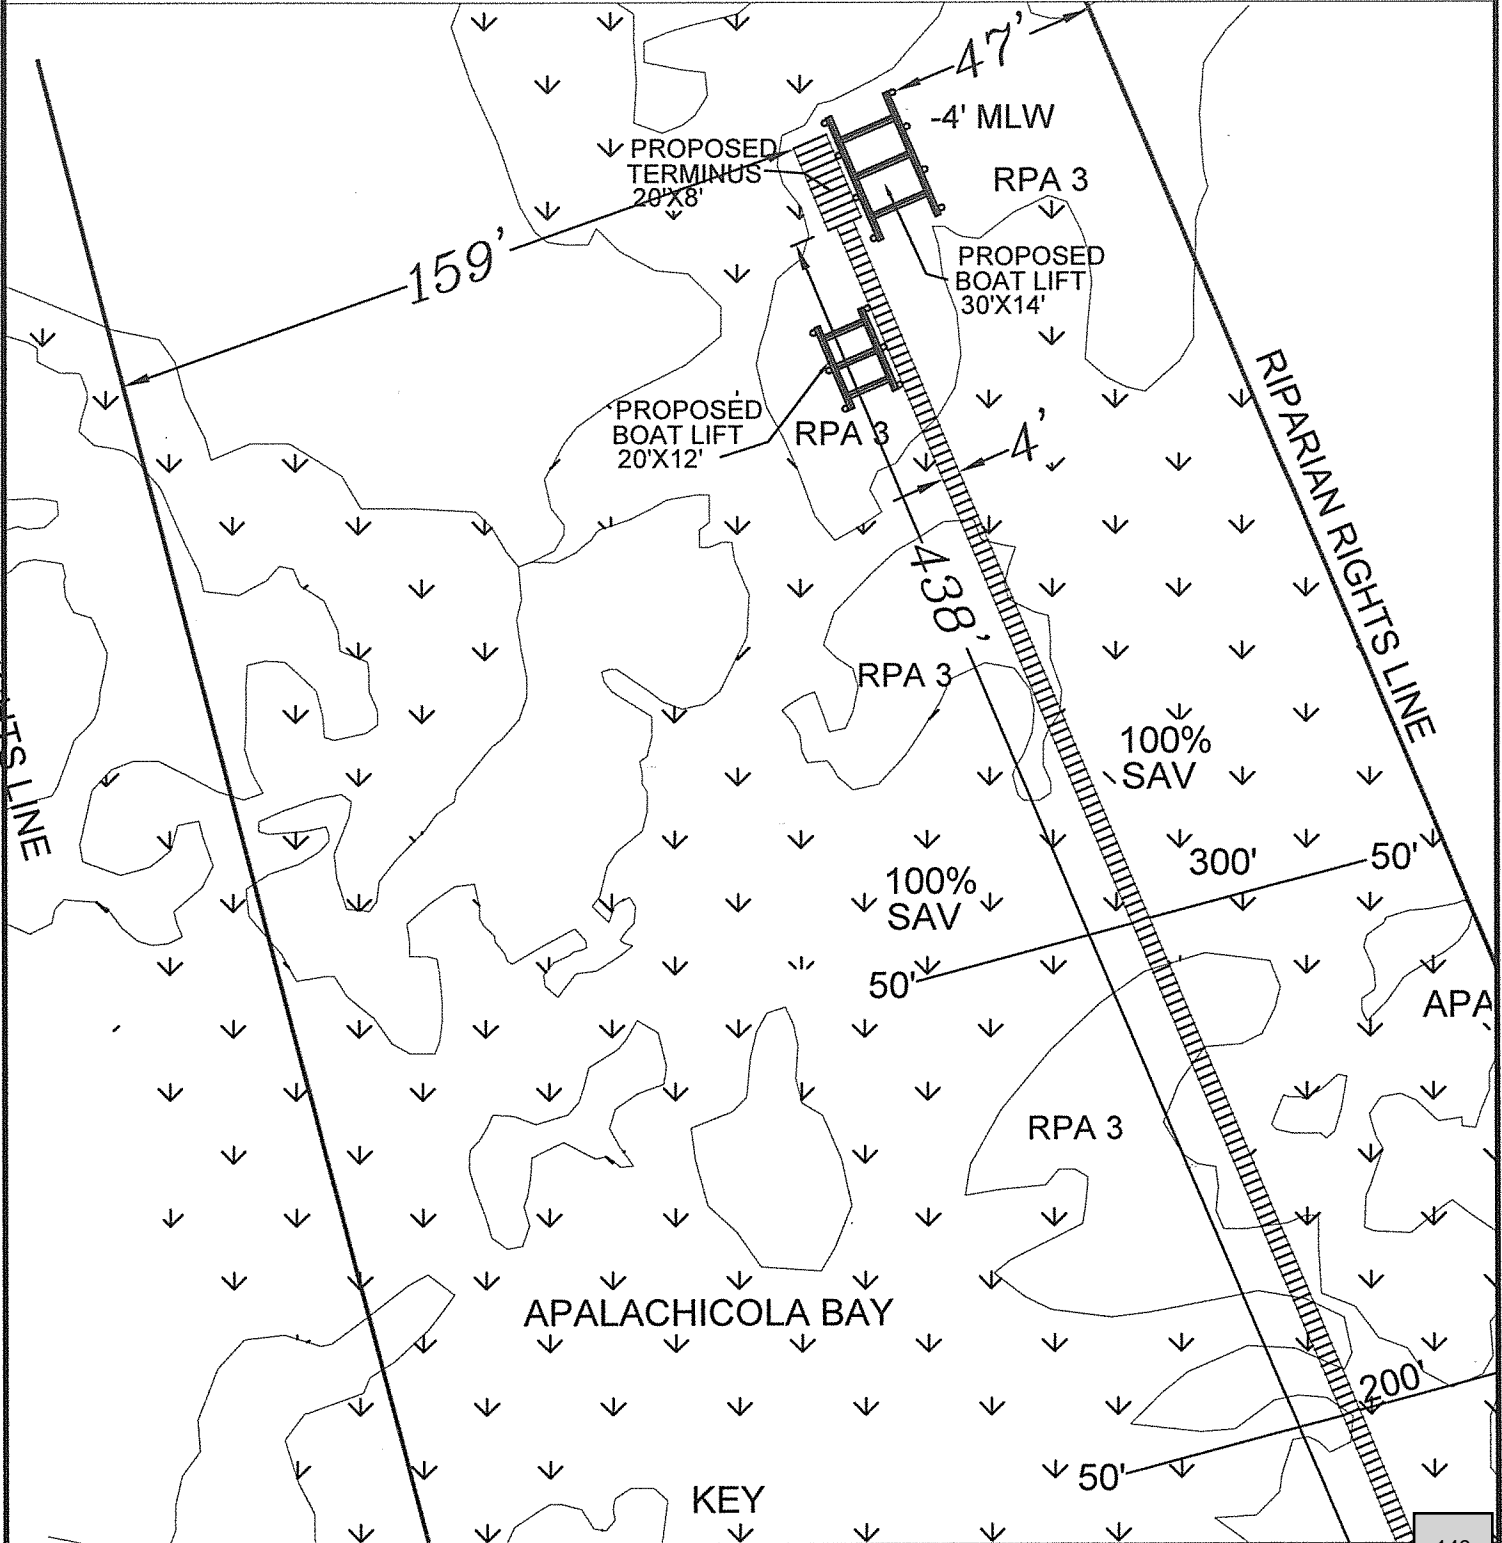 47'
-4' MLW
PROPOSED
TERMINUS
20'X8'
RPA 3
159'
PROPOSED
BOAT LIFT
30'X14'
PROPOSED
BOAT LIFT
20'X12'
RPA 3
4'
RIPARIAN RIGHTS LINE
438'
RPA 3
100%
SAV
LINE
300'
50'
100%
SAV
50'
APA
RPA 3
APALACHICOLA BAY
200'
50'
KEY